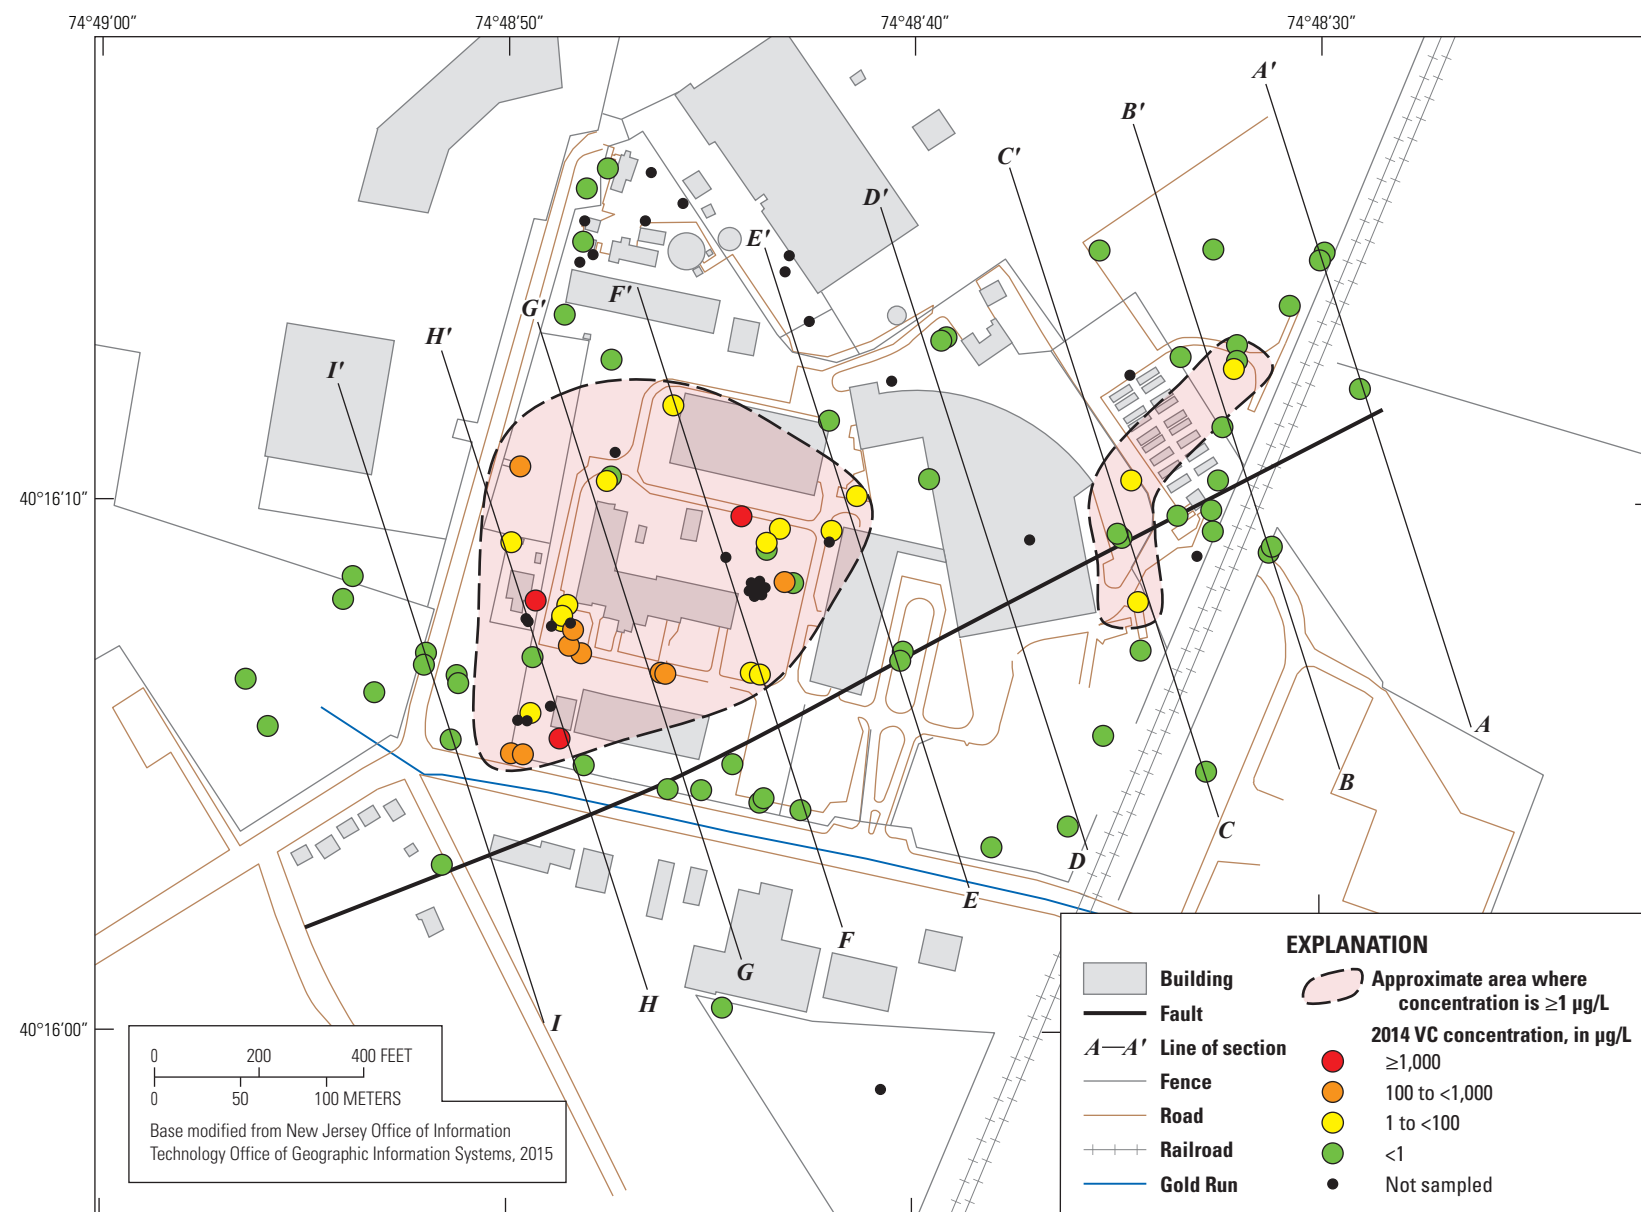 74°49′00″
74°48′50″
74°48′40″
74°48′30″
A′
B′
C′
D′
E′
F′
G′
H′
I′
40°16′10″
40°16′00″
A
B
C
D
E
F
G
H
I
0 200 400 FEET
0 50 100 METERS
Base modified from New Jersey Office of Information
Technology Office of Geographic Information Systems, 2015
EXPLANATION
Building
Fault
A—A′ Line of section
Fence
Road
Railroad
Gold Run
Approximate area where
concentration is ≥1 µg/L
2014 VC concentration, in µg/L
≥1,000
100 to <1,000
1 to <100
<1
Not sampled